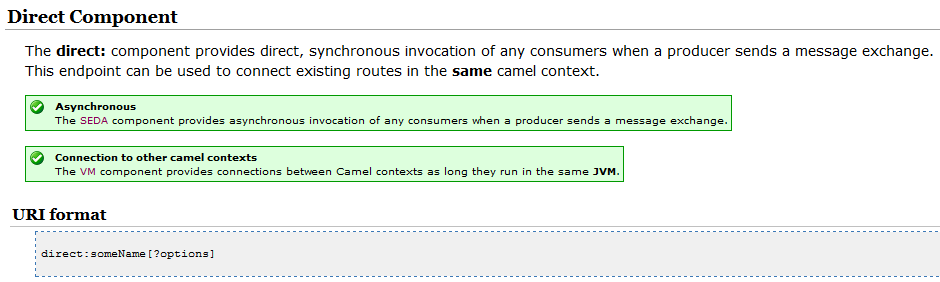 Direct Component
The direct: component provides direct, synchronous invocation of any consumers when a producer sends a message exchange.
This endpoint can be used to connect existing routes in the same camel context.
Asynchronous
The SEDA component provides asynchronous invocation of any consumers when a producer sends a message exchange.
Connection to other camel contexts
The VM component provides connections between Camel contexts as long they run in the same JVM.
URI format
direct:someName[?options]